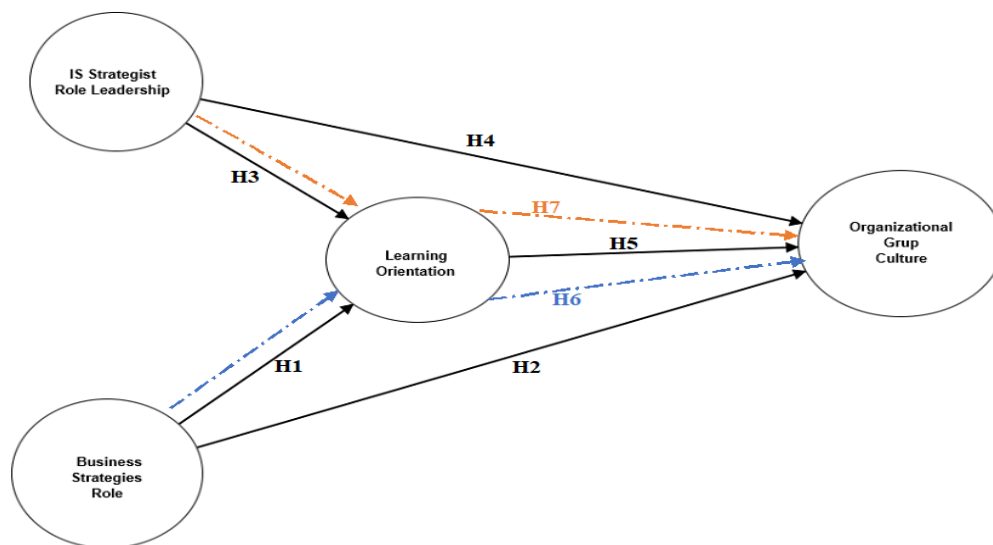 IS Strategist
Role Leadership
H4
H3
H7
Learning
Orientation
H5
H6
Organizational
Grup
Culture
H1
H2
Business
Strategies
Role